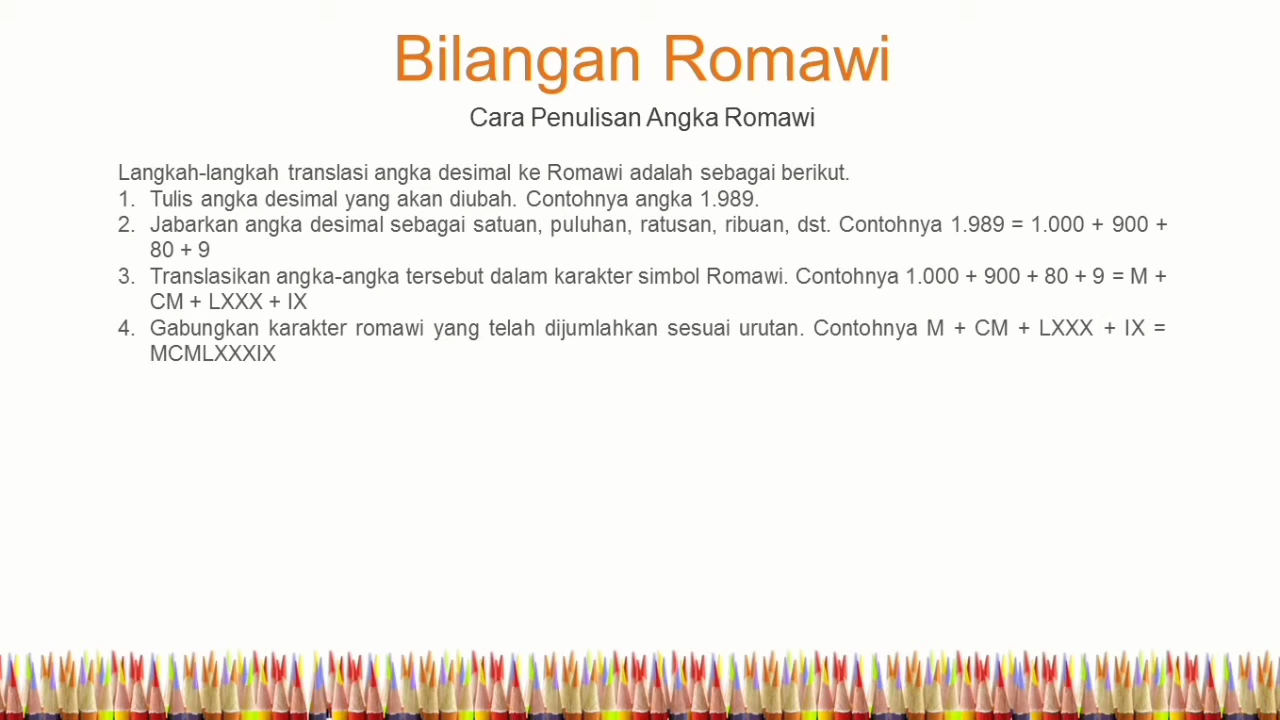 Bilangan Romawi
Cara Penulisan Angka Romawi
Langkah-langkah translasi angka desimal ke Romawi adalah sebagai berikut.
1. Tulis angka desimal yang akan diubah. Contohnya angka 1.989.
2. Jabarkan angka desimal sebagai satuan, puluhan, ratusan, ribuan, dst. Contohnya 1.989 = 1.000 + 900 +
80 + 9
3. Translasikan angka-angka tersebut dalam karakter simbol Romawi. Contohnya 1.000 + 900 + 80 + 9 = M +
CM + LXXX + IX
4. Gabungkan karakter romawi yang telah dijumlahkan sesuai urutan. Contohnya M + CM + LXXX + IX =
MCMLXXXIX